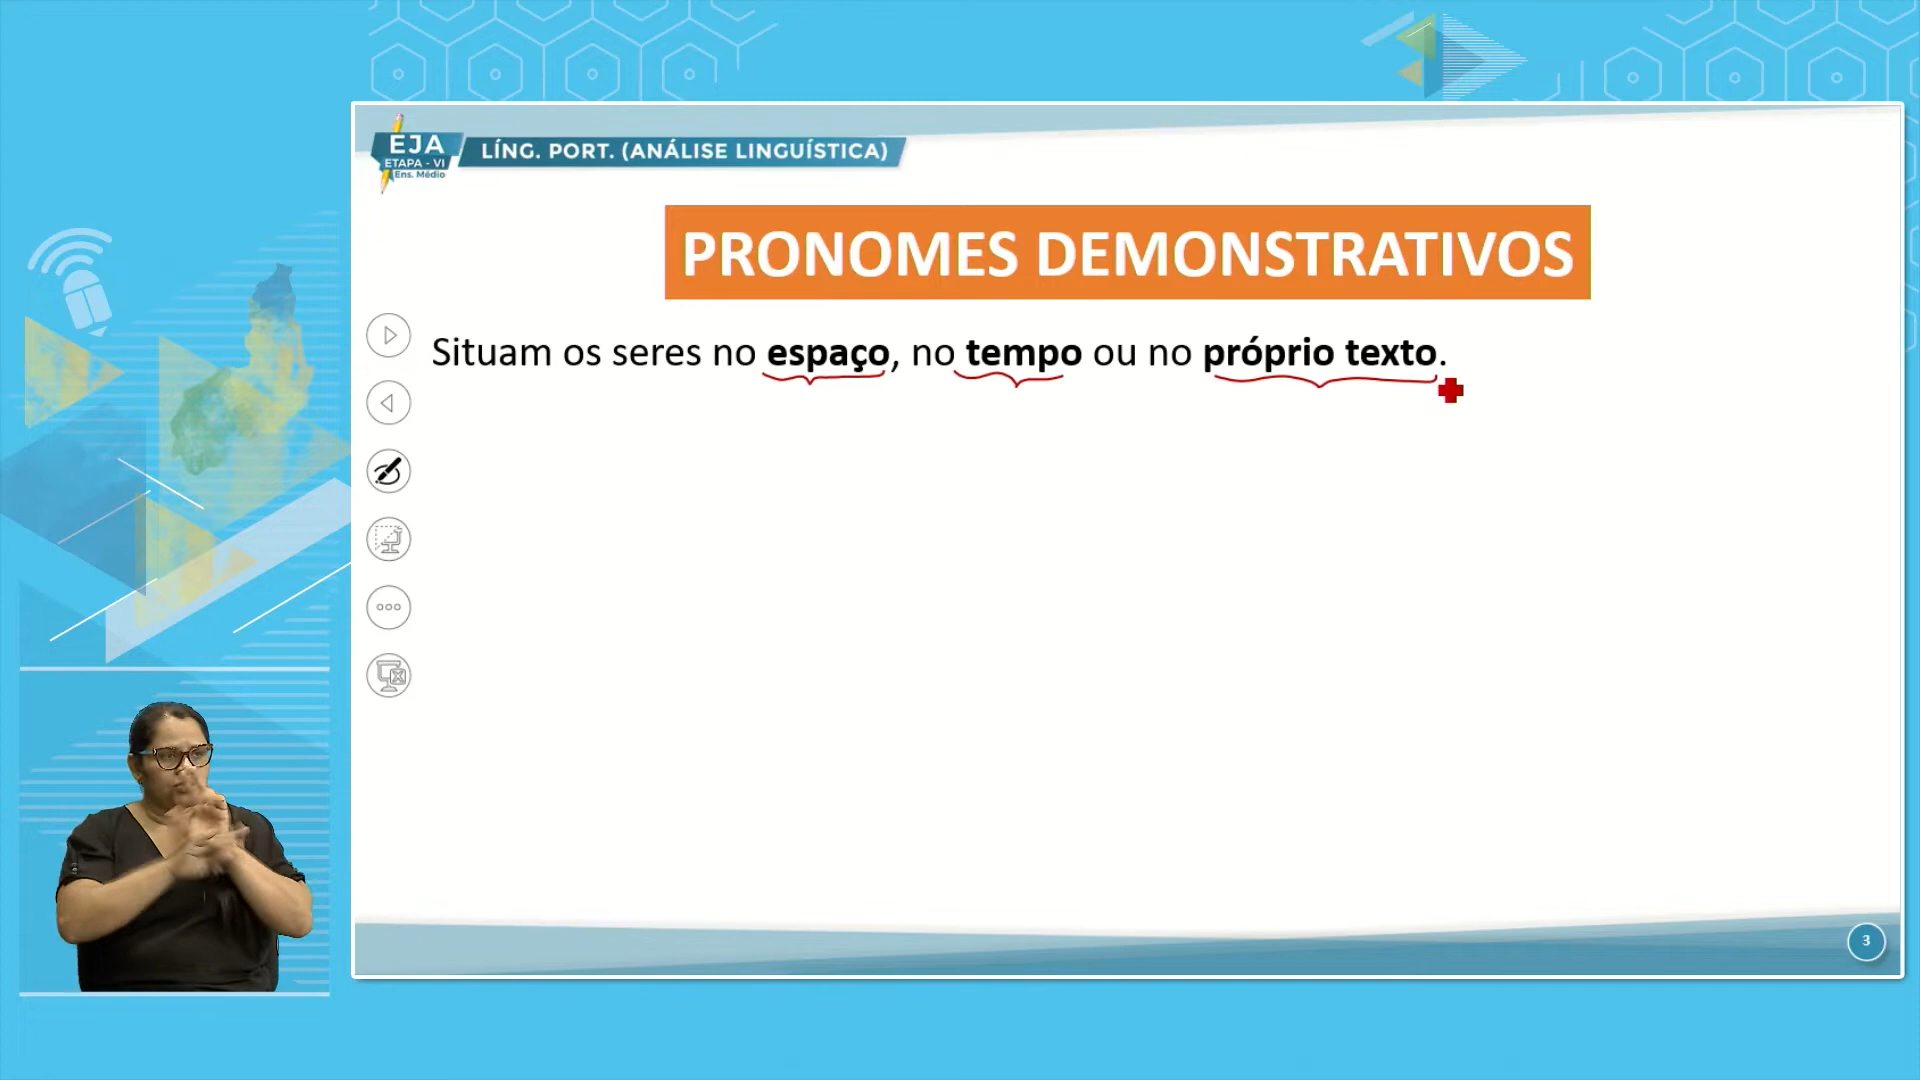 EJA
ETAPA - VI
Ens. Médio
LÍNG. PORT. (ANÁLISE LINGUÍSTICA)
PRONOMES DEMONSTRATIVOS
Situam os seres no espaço, no tempo ou no próprio texto.
3